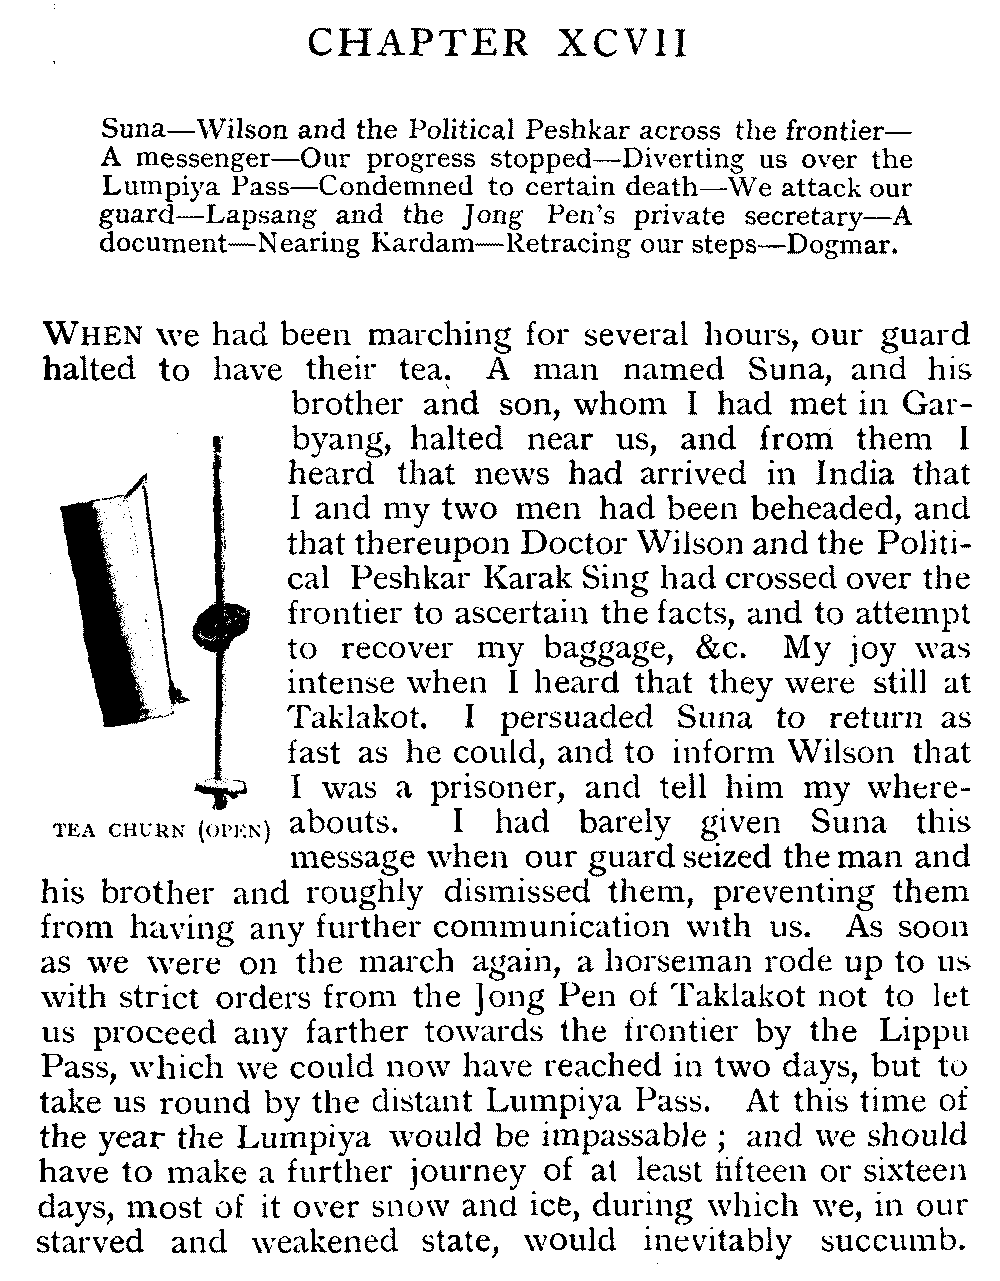 CHAPTER XCVII
Suna—Wilson and the Political Peshkar across the frontier—
A messenger—Our progress stopped—Diverting us over the
Lumpiya Pass—Condemned to certain death—We attack our
guard—Lapsang and the Jong Pen's private secretary—A
document—Nearing Kardam—Retracing our steps—Dogmar.
WHEN we had been marching for several hours, our guard
halted to have their tea. A man named Suna, and his
brother and son, whom I had met in Gar-
byang, halted near us, and from them I
heard that news had arrived in India that
I and my two men had been beheaded, and
that thereupon Doctor Wilson and the Politi-
cal Peshkar Karak Sing had crossed over the
frontier to ascertain the facts, and to attempt
to recover my baggage, &c. My joy was
intense when I heard that they were still at
Taklakot. I persuaded Suna to return as
fast as he could, and to inform Wilson that
I was a prisoner, and tell him my where-
abouts. I had barely given Suna this
message when our guard seized the man and
TEA CHURN (OPEN)
his brother and roughly dismissed them, preventing them
from having any further communication with us. As soon
as we were on the march again, a horseman rode up to us
with strict orders from the Jong Pen of Taklakot not to let
us proceed any farther towards the frontier by the Lippu
Pass, which we could now have reached in two days, but to
take us round by the distant Lumpiya Pass. At this time of
the year the Lumpiya would be impassable ; and we should
have to make a further journey of at least fifteen or sixteen
days, most of it over snow and ice, during which we, in our
starved and weakened state, would inevitably succumb.